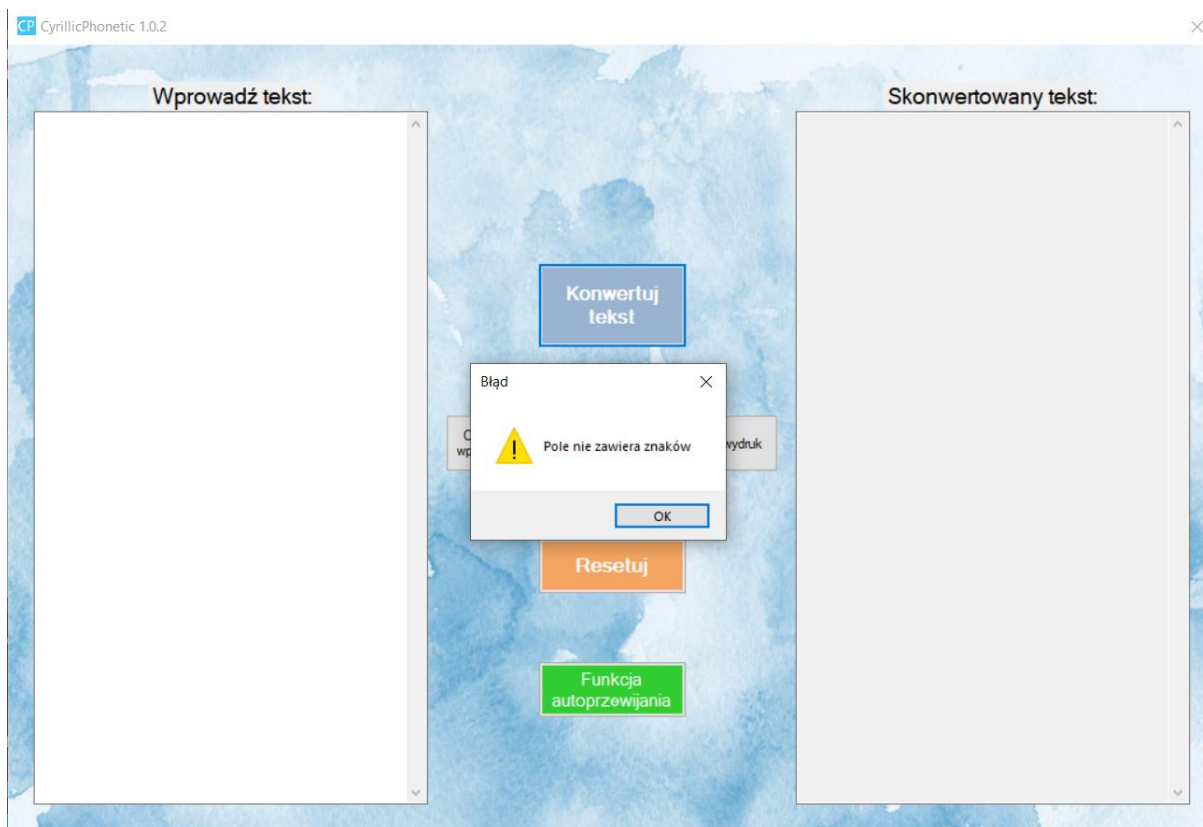 CP CyrillicPhonetic 1.0.2
Wprowadź tekst:
Skonwertowany tekst:
Konwertuj
tekst
Błąd
Pole nie zawiera znaków
wydruk
OK
Resetuj
Funkcja
autoprzewijania